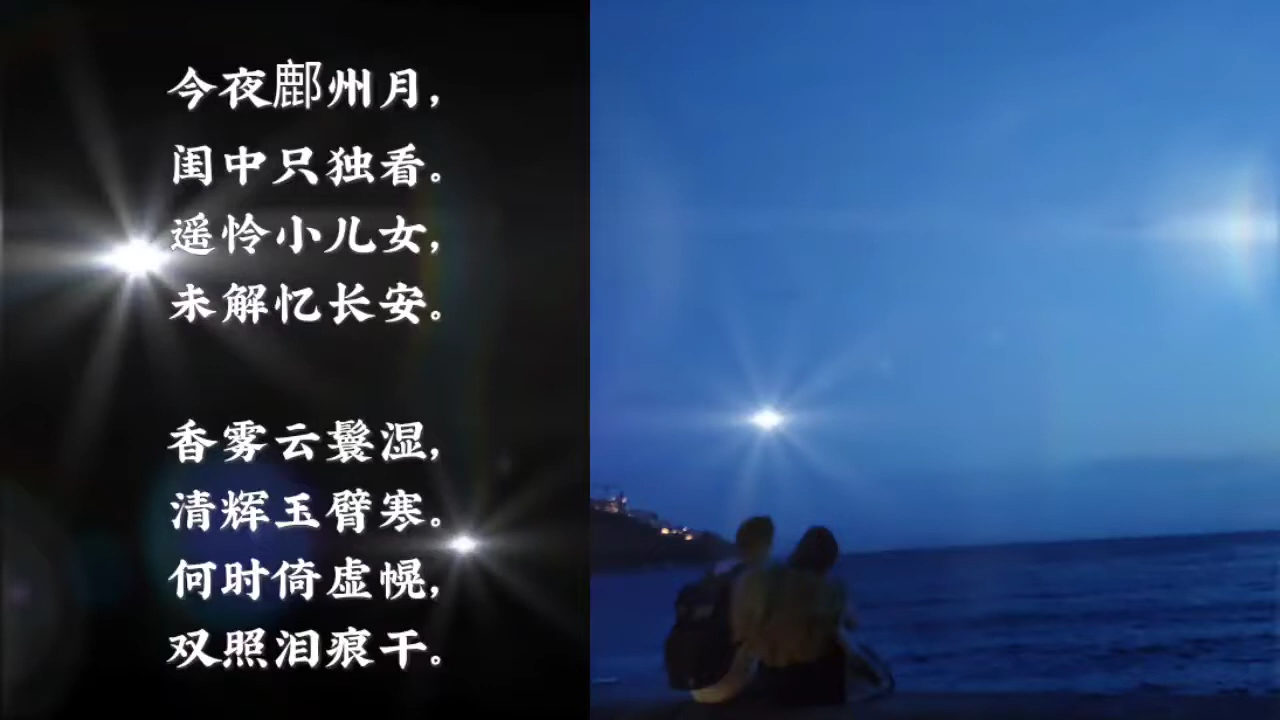 今夜鄜州月，
闺中只独看。
遥怜小儿女，
未解忆长安。
香雾云鬟湿，
清辉玉臂寒。
何时倚虚幌，
双照泪痕干。